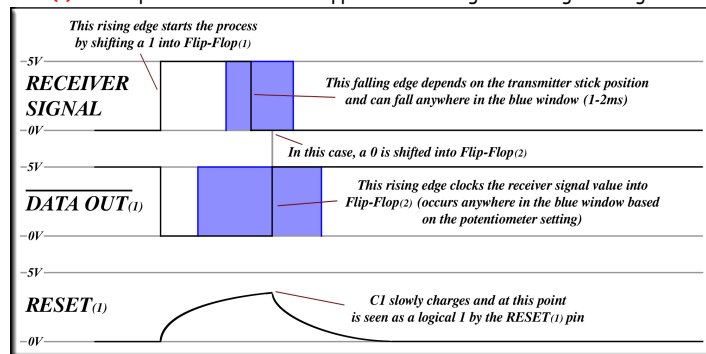 This rising edge starts the process
by shifting a 1 into Flip-Flop(1)
5V
RECEIVER
SIGNAL
This falling edge depends on the transmitter stick position
and can fall anywhere in the blue window (1-2ms)
0V
In this case, a 0 is shifted into Flip-Flop(2)
5V
DATA OUT(1)
This rising edge clocks the receiver signal value into
Flip-Flop(2) (occurs anywhere in the blue window based
on the potentiometer setting)
0V
5V
RESET(1)
C1 slowly charges and at this point
is seen as a logical 1 by the RESET(1) pin
0V